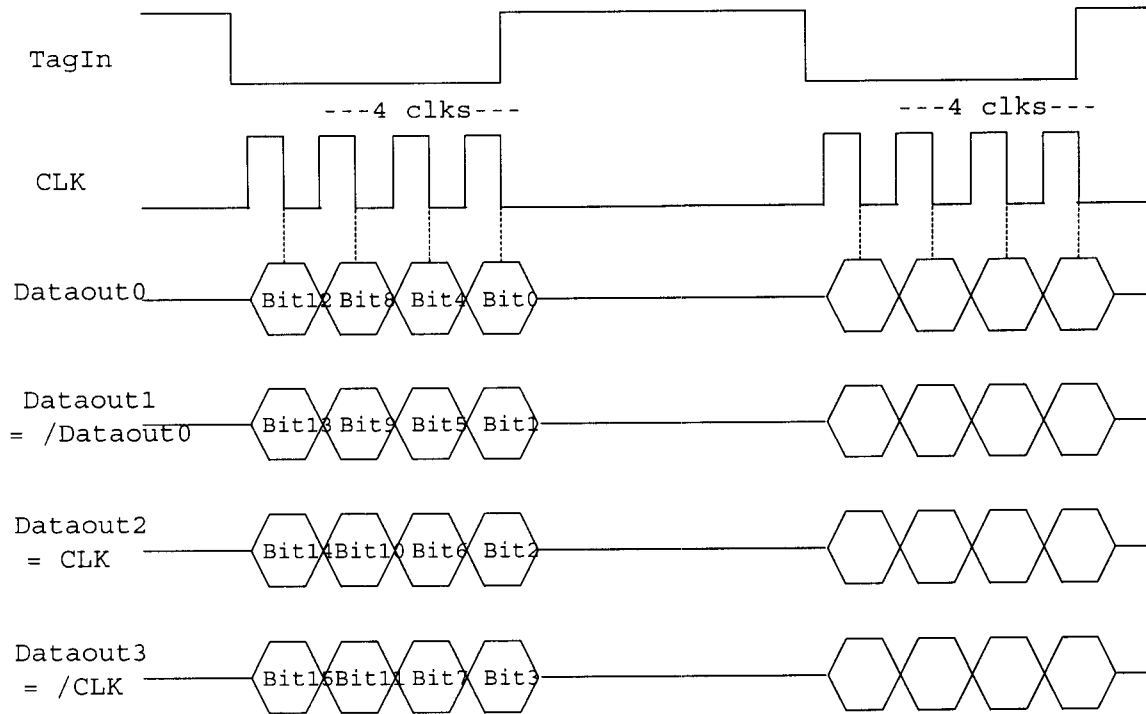 TagIn
---4 clks--- ---4 clks---
CLK
Dataout0 Bit12 Bit8 Bit4 Bit0
Dataout1
= /Dataout0 Bit13 Bit9 Bit5 Bit1
Dataout2
= CLK Bit14 Bit10 Bit6 Bit2
Dataout3
= /CLK Bit15 Bit11 Bit7 Bit3